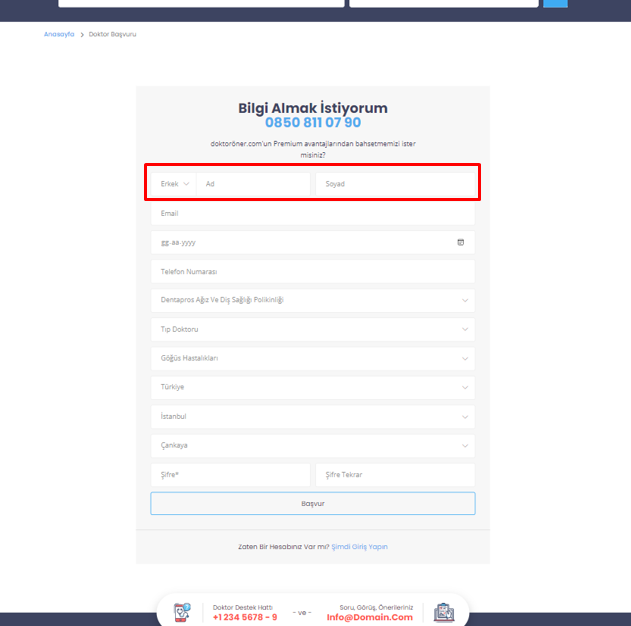 Anasayfa > Doktor Başvuru
Bilgi Almak İstiyorum
0850 811 07 90
doktoröner.com'un Premium avantajlarından bahsetmemizi ister
misiniz?
Erkek Ad Soyad
Email
gg.aa.yyyy
Telefon Numarası
Dentapros Ağız Ve Diş Sağlığı Polikinliği
Tıp Doktoru
Göğüs Hastalıkları
Türkiye
İstanbul
Çankaya
Şifre* Şifre Tekrar
Başvur
Zaten Bir Hesabınız Var mı? Şimdi Giriş Yapın
Doktor Destek Hattı
+1 234 5678 - 9
- ve -
Soru, Görüş, Önerileriniz
Info@Domain.Com